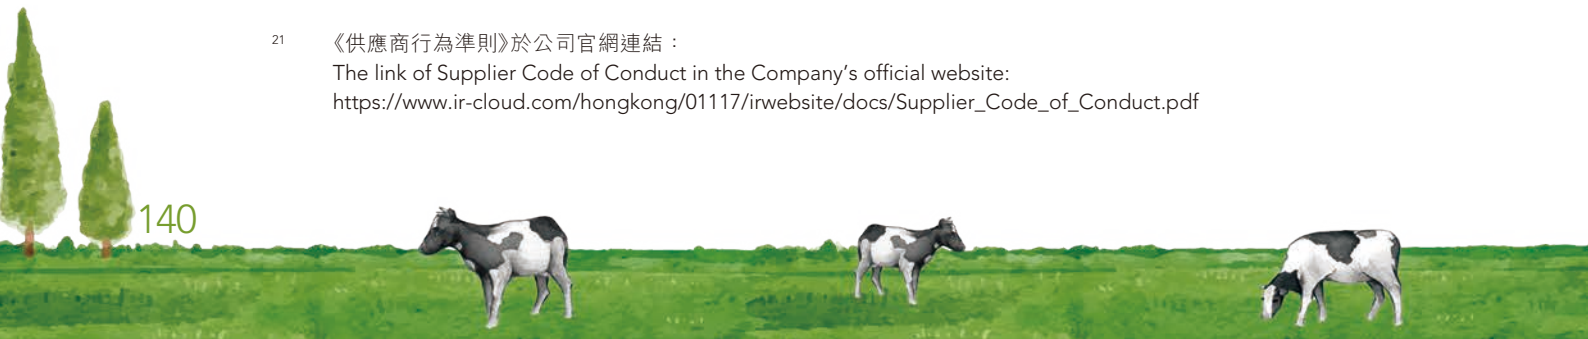 21 《供應商行為準則》於公司官網連結：
The link of Supplier Code of Conduct in the Company’s official website:
https://www.ir-cloud.com/hongkong/01117/irwebsite/docs/Supplier_Code_of_Conduct.pdf
140